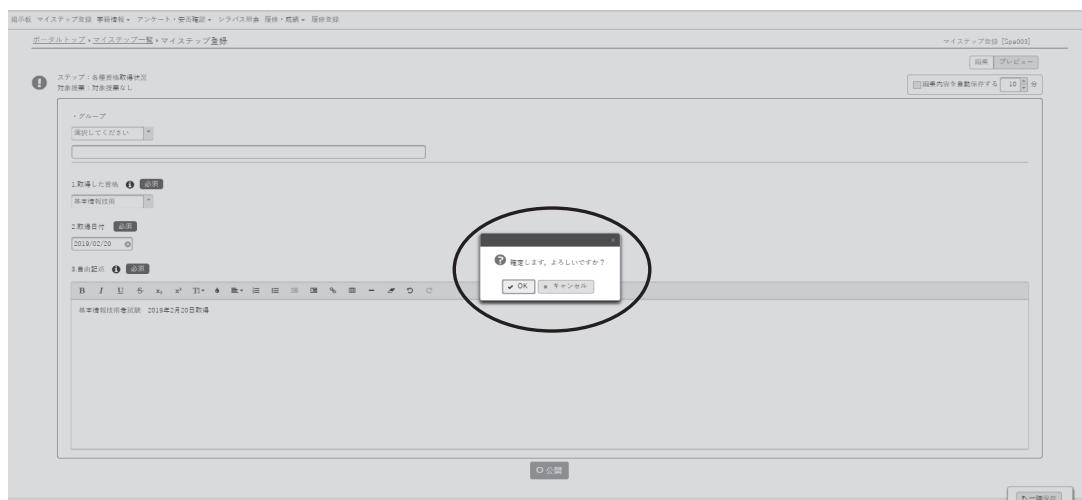 掲示板 マイステップ登録 学籍情報 アンケート・安否確認 シラバス照会 履修・成績 履修登録
ポータルトップ › マイステップ一覧 › マイステップ登録
マイステップ登録 [Spa003]
編集 プレビュー
ステップ：各種資格取得状況
対象授業：対象授業なし
編集内容を自動保存する 10 分
・グループ
選択してください
1.取得した資格 必須
基本情報技術
2.取得日付 必須
2019/02/20
3.自由記述 必須
確定します。よろしいですか？
OK キャンセル
B I U S x₂ x² T
基本情報技術者試験 2019年2月20日取得
公開
一時保存